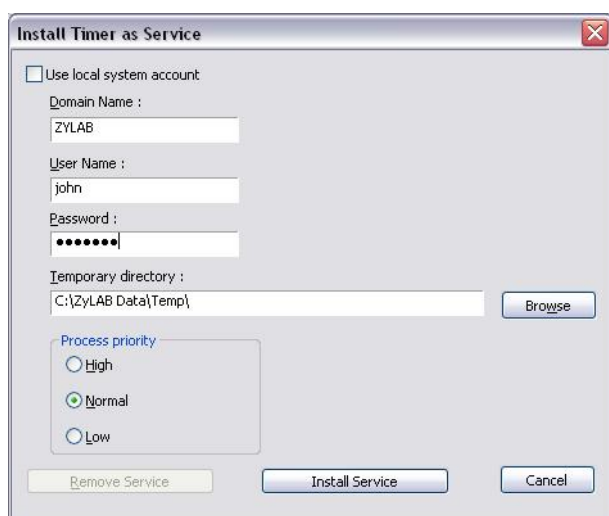 Install Timer as Service
Use local system account
Domain Name :
ZYLAB
User Name :
john
Password :
●●●●●●●
Temporary directory :
C:\ZyLAB Data\Temp\
Browse
Process priority
High
Normal
Low
Remove Service
Install Service
Cancel